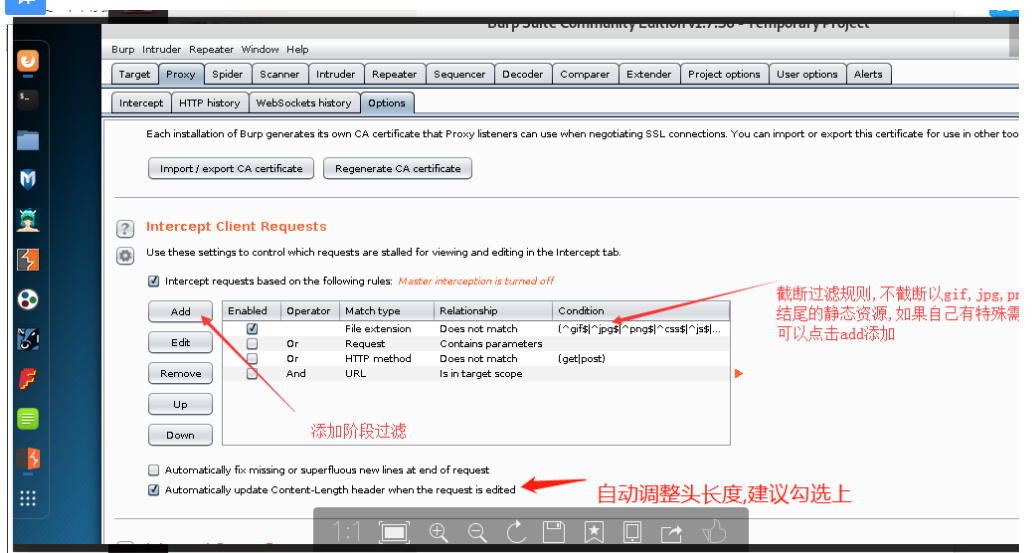 Burp Suite Community Edition v1.7.36 - Temporary Project
Burp Intruder Repeater Window Help
Target Proxy Spider Scanner Intruder Repeater Sequencer Decoder Comparer Extender Project options User options Alerts
Intercept HTTP history WebSockets history Options
Each installation of Burp generates its own CA certificate that Proxy listeners can use when negotiating SSL connections. You can import or export this certificate for use in other
Import / export CA certificate Regenerate CA certificate
? Intercept Client Requests
Use these settings to control which requests are stalled for viewing and editing in the Intercept tab.
Intercept requests based on the following rules: Master interception is turned off
Add Enabled Operator Match type Relationship Condition
File extension Does not match (^gif$|^jpg$|^png$|^css$|^js$|...
Edit Or Request Contains parameters
Or HTTP method Does not match (get|post)
Remove And URL Is in target scope
Up
Down
截断过滤规则,不截断以gif,jpg,
结尾的静态资源,如果自己有特殊需
可以点击add添加
添加阶段过滤
Automatically fix missing or superfluous new lines at end of request
Automatically update Content-Length header when the request is edited
自动调整头长度,建议勾选上
1:1